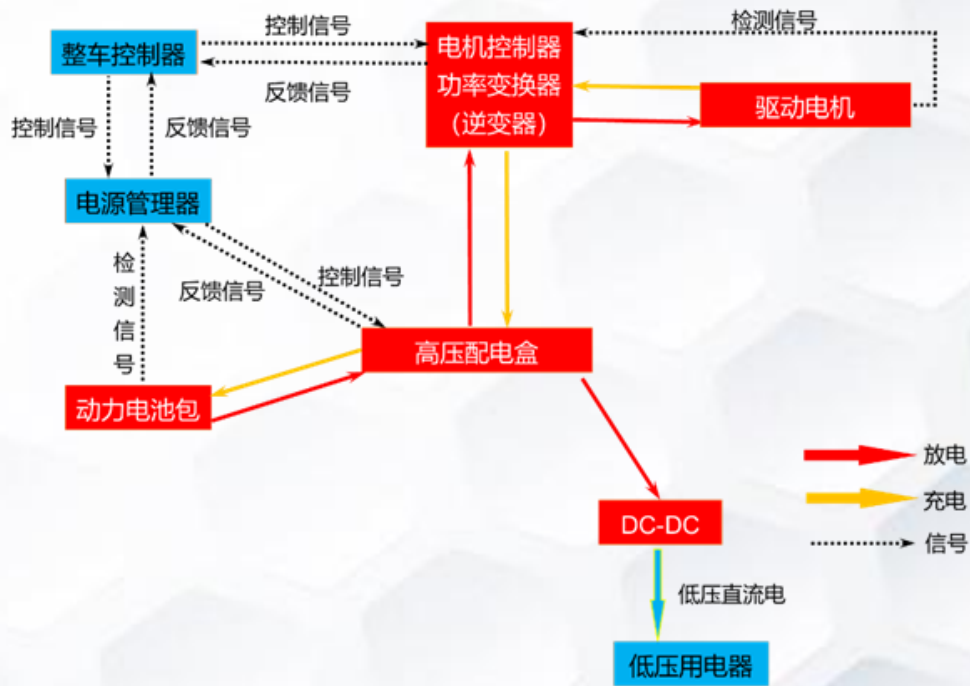 检测信号
控制信号
整车控制器
反馈信号
电机控制器
功率变换器
（逆变器）
驱动电机
控制信号
反馈信号
电源管理器
检测信号
反馈信号
控制信号
高压配电盒
动力电池包
放电
充电
信号
DC-DC
低压直流电
低压用电器